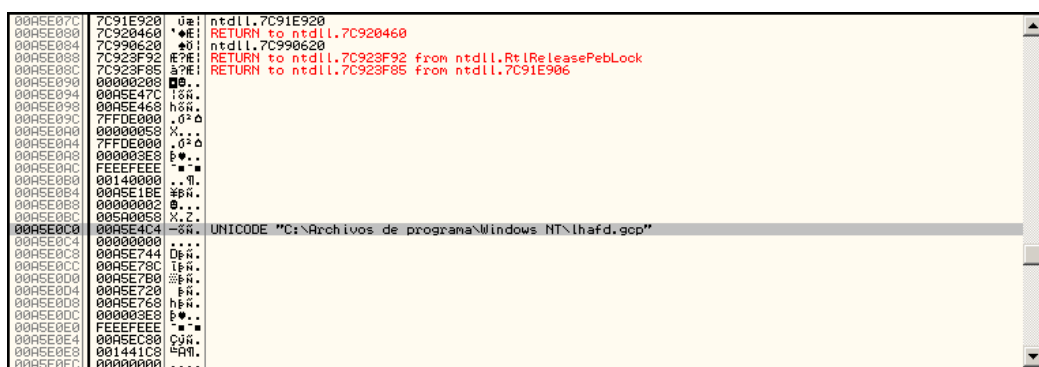 00A5E07C 7C91E920 úæ¦ ntdll.7C91E920
00A5E080 7C920460 `♦Æ¦ RETURN to ntdll.7C920460
00A5E084 7C990620 ♠ö¦ ntdll.7C990620
00A5E088 7C923F92 Æ?Æ¦ RETURN to ntdll.7C923F92 from ntdll.RtlReleasePebLock
00A5E08C 7C923F85 à?Æ¦ RETURN to ntdll.7C923F85 from ntdll.7C91E906
00A5E090 00000208
00A5E094 00A5E47C
00A5E098 00A5E468
00A5E09C 7FFDE000
00A5E0A0 00000058 X...
00A5E0A4 7FFDE000
00A5E0A8 000003E8
00A5E0AC FEEEFEEE
00A5E0B0 00140000 ..¶.
00A5E0B4 00A5E1BE
00A5E0B8 00000002 ☻...
00A5E0BC 005A0058 X.Z.
00A5E0C0 00A5E4C4 UNICODE "C:\Archivos de programa\Windows NT\lhafd.gcp"
00A5E0C4 00000000 ....
00A5E0C8 00A5E744
00A5E0CC 00A5E78C
00A5E0D0 00A5E7B0
00A5E0D4 00A5E720
00A5E0D8 00A5E768
00A5E0DC 000003E8
00A5E0E0 FEEEFEEE
00A5E0E4 00A5EC80
00A5E0E8 001441C8
00A5E0EC 00000000 ....